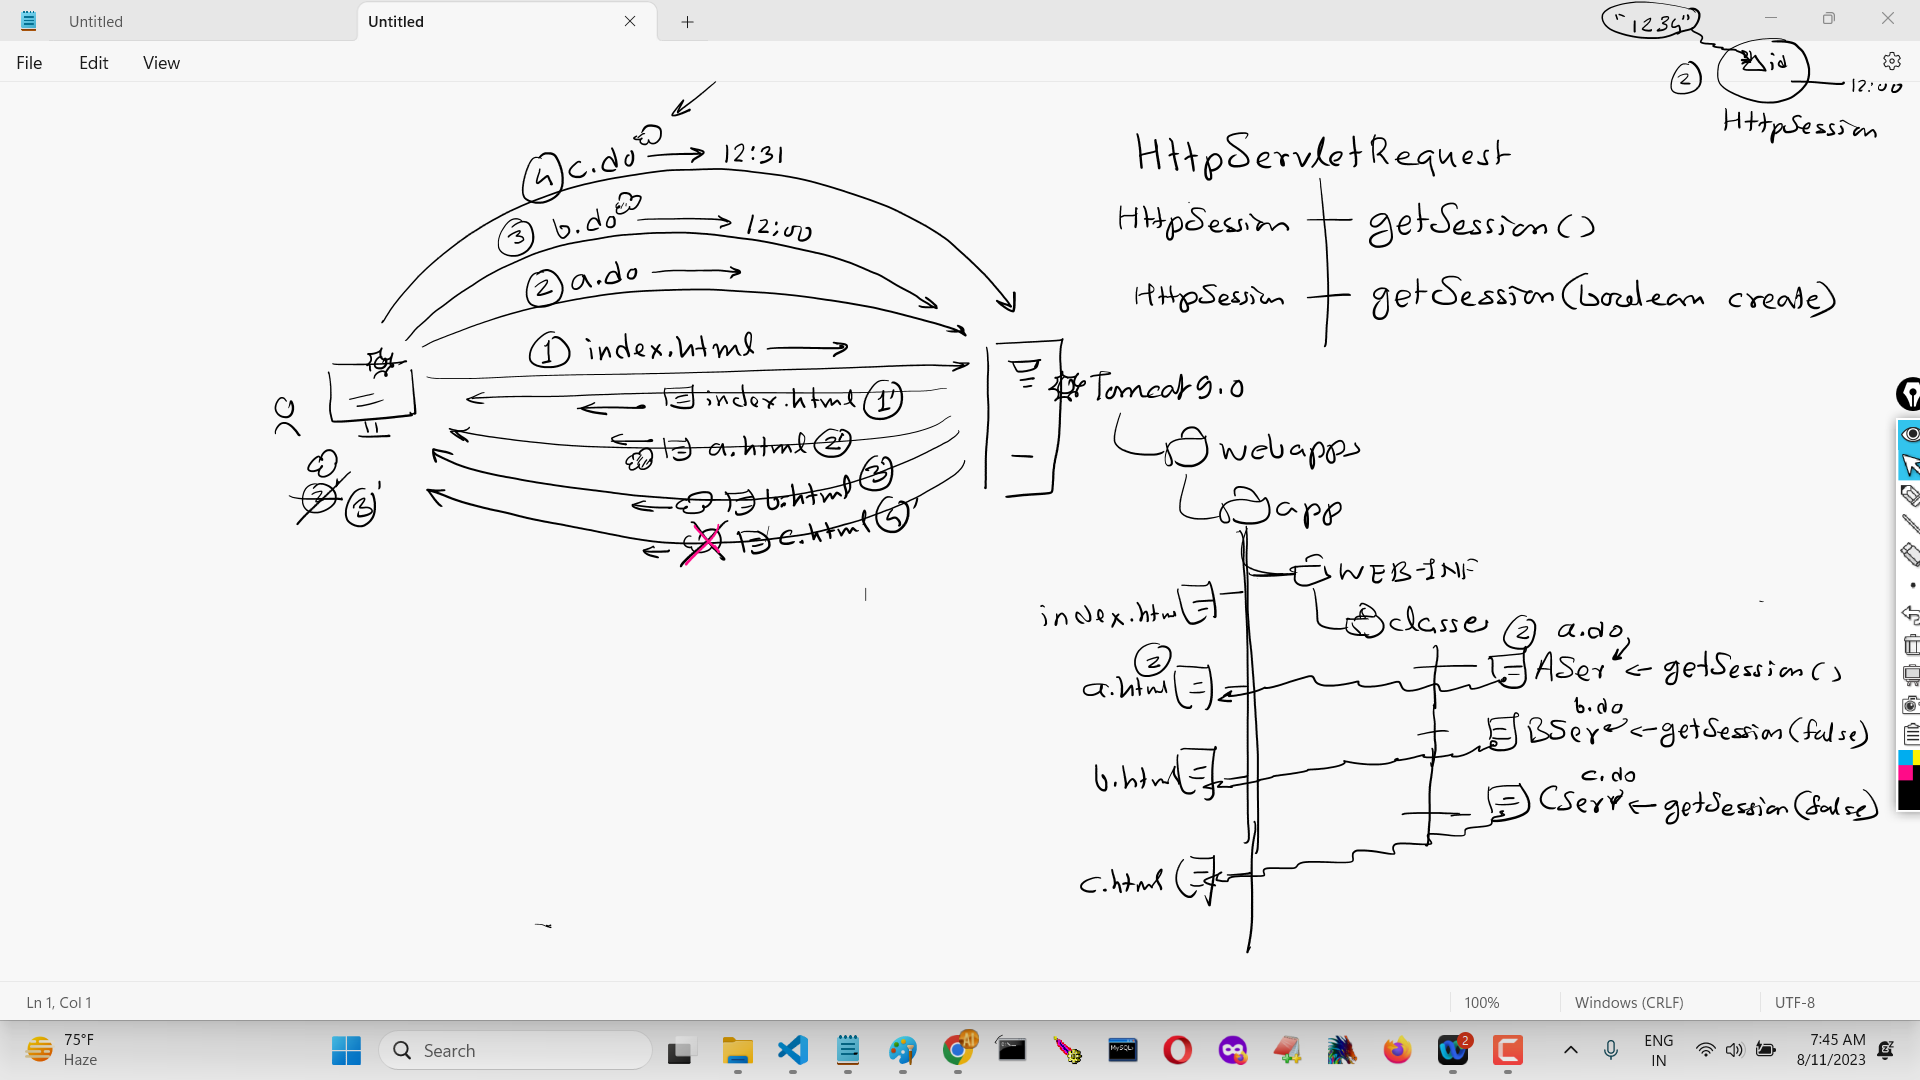 Untitled
Untitled
File Edit View
"1234"
id
2
12:00
HttpSession
4 c.do 12:31
3 b.do 12:00
2 a.do
1 index.html
index.html 1'
a.html 2'
b.html 3'
c.html 4'
2' 3'
HttpServletRequest
HttpSession getSession()
HttpSession getSession(boolean create)
Tomcat 9.0
webapps
app
WEB-INF
classes
index.html
2
a.html
b.html
c.html
2 a.do
ASer ← getSession()
b.do
BSer ← getSession(false)
c.do
CSer ← getSession(false)
Ln 1, Col 1
100%
Windows (CRLF)
UTF-8
75°F
Haze
Search
AI
MySQL
2
ENG
IN
7:45 AM
8/11/2023